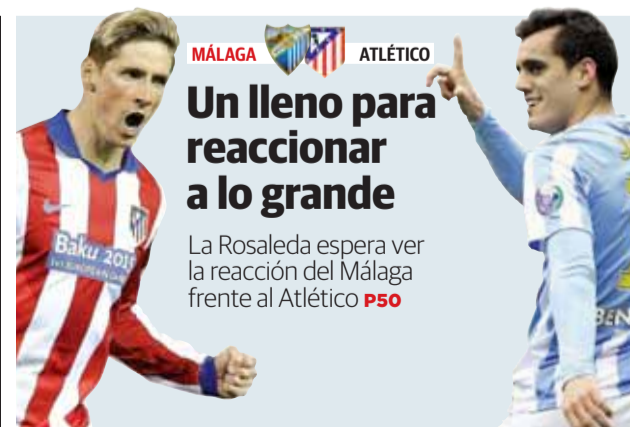 MÁLAGA ATLÉTICO
Un lleno para
reaccionar
a lo grande
La Rosaleda espera ver
la reacción del Málaga
frente al Atlético P50
Baku 2015